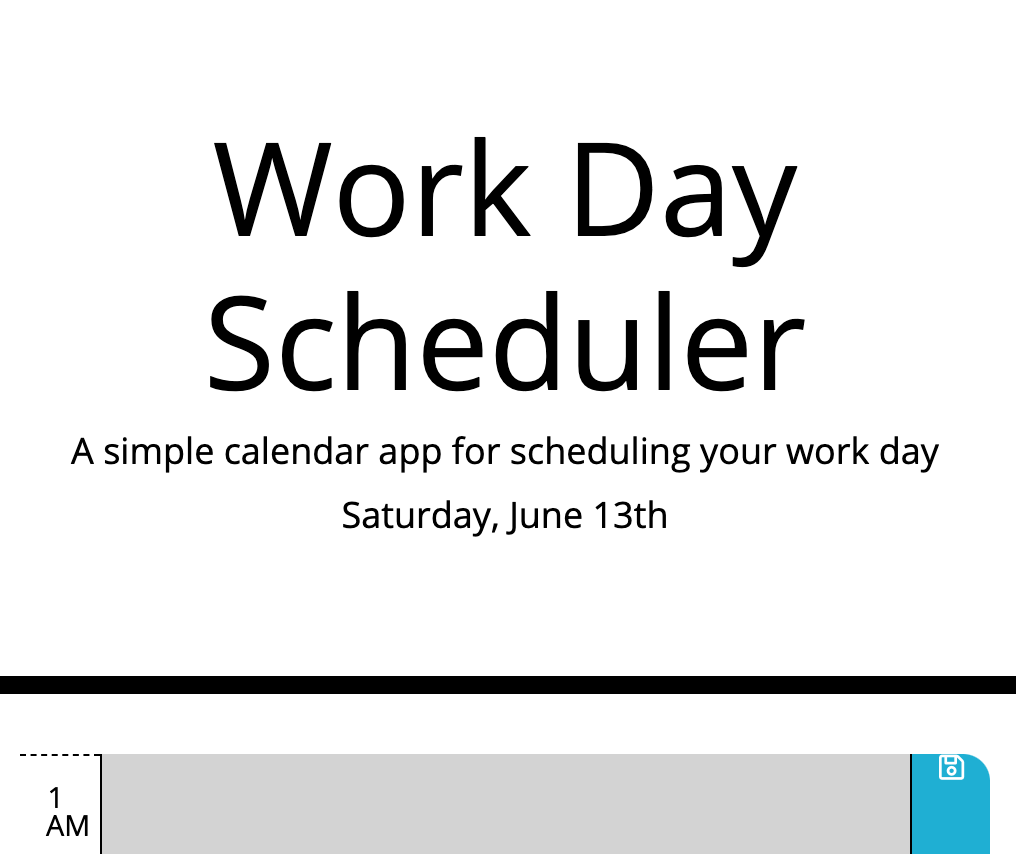 Work Day
Scheduler
A simple calendar app for scheduling your work day
Saturday, June 13th
1
AM